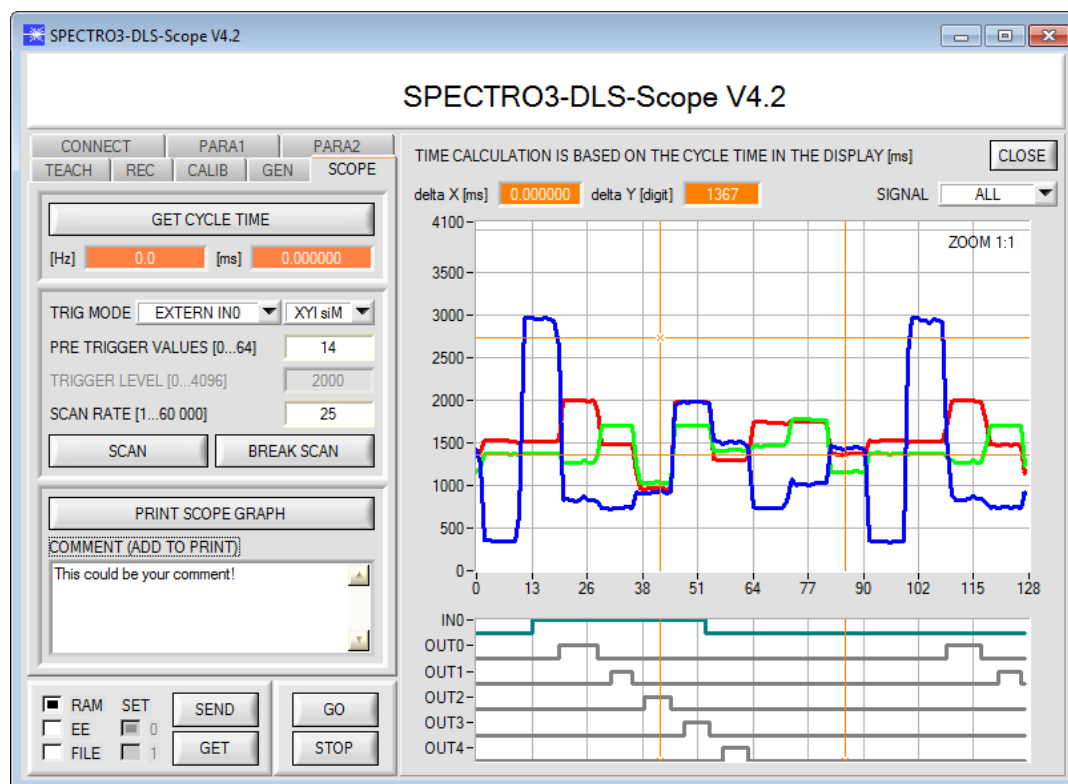 SPECTRO3-DLS-Scope V4.2
SPECTRO3-DLS-Scope V4.2
CONNECT PARA1 PARA2
TEACH REC CALIB GEN SCOPE
GET CYCLE TIME
[Hz] 0.0 [ms] 0.000000
TRIG MODE EXTERN IN0 XYI siM
PRE TRIGGER VALUES [0...64] 14
TRIGGER LEVEL [0...4096] 2000
SCAN RATE [1...60 000] 25
SCAN BREAK SCAN
PRINT SCOPE GRAPH
COMMENT (ADD TO PRINT)
This could be your comment!
RAM SET
EE 0
FILE 1
SEND
GET
GO
STOP
TIME CALCULATION IS BASED ON THE CYCLE TIME IN THE DISPLAY [ms] CLOSE
delta X [ms] 0.000000 delta Y [digit] 1367 SIGNAL ALL
ZOOM 1:1
4100
3500
3000
2500
2000
1500
1000
500
0
0 13 26 38 51 64 77 90 102 115 128
IN0
OUT0
OUT1
OUT2
OUT3
OUT4